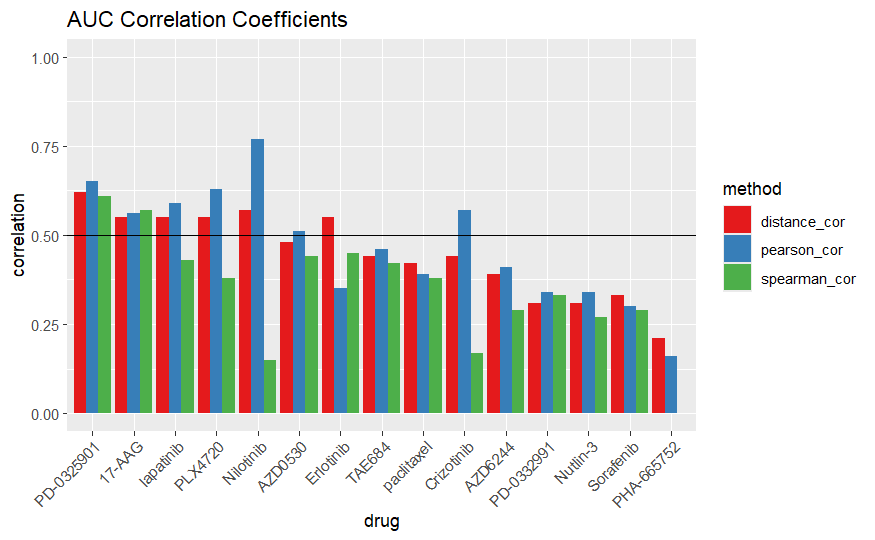 AUC Correlation Coefficients
correlation
1.00
0.75
0.50
0.25
0.00
PD-0325901
17-AAG
lapatinib
PLX4720
Nilotinib
AZD0530
Erlotinib
TAE684
paclitaxel
Crizotinib
AZD6244
PD-0332991
Nutlin-3
Sorafenib
PHA-665752
drug
method
distance_cor
pearson_cor
spearman_cor